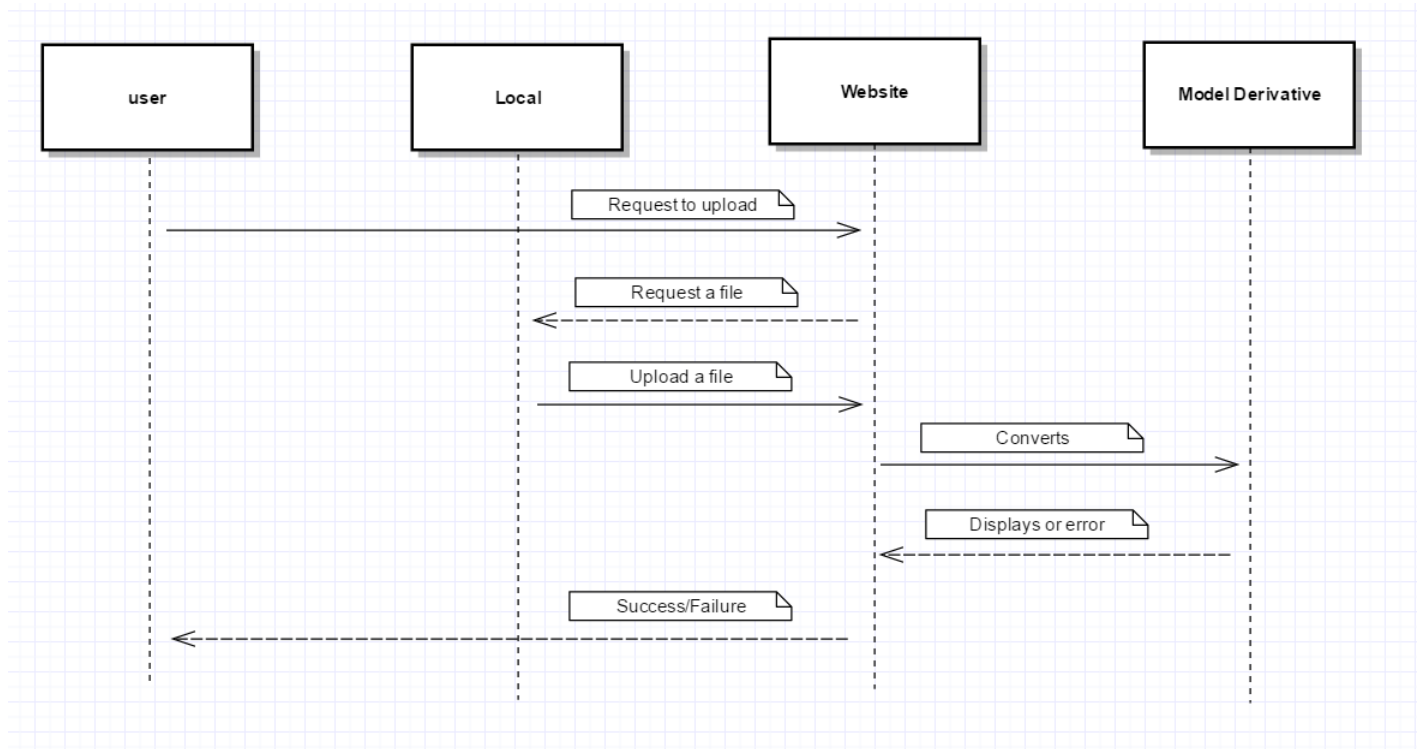 user
Local
Website
Model Derivative
Request to upload
Request a file
Upload a file
Converts
Displays or error
Success/Failure